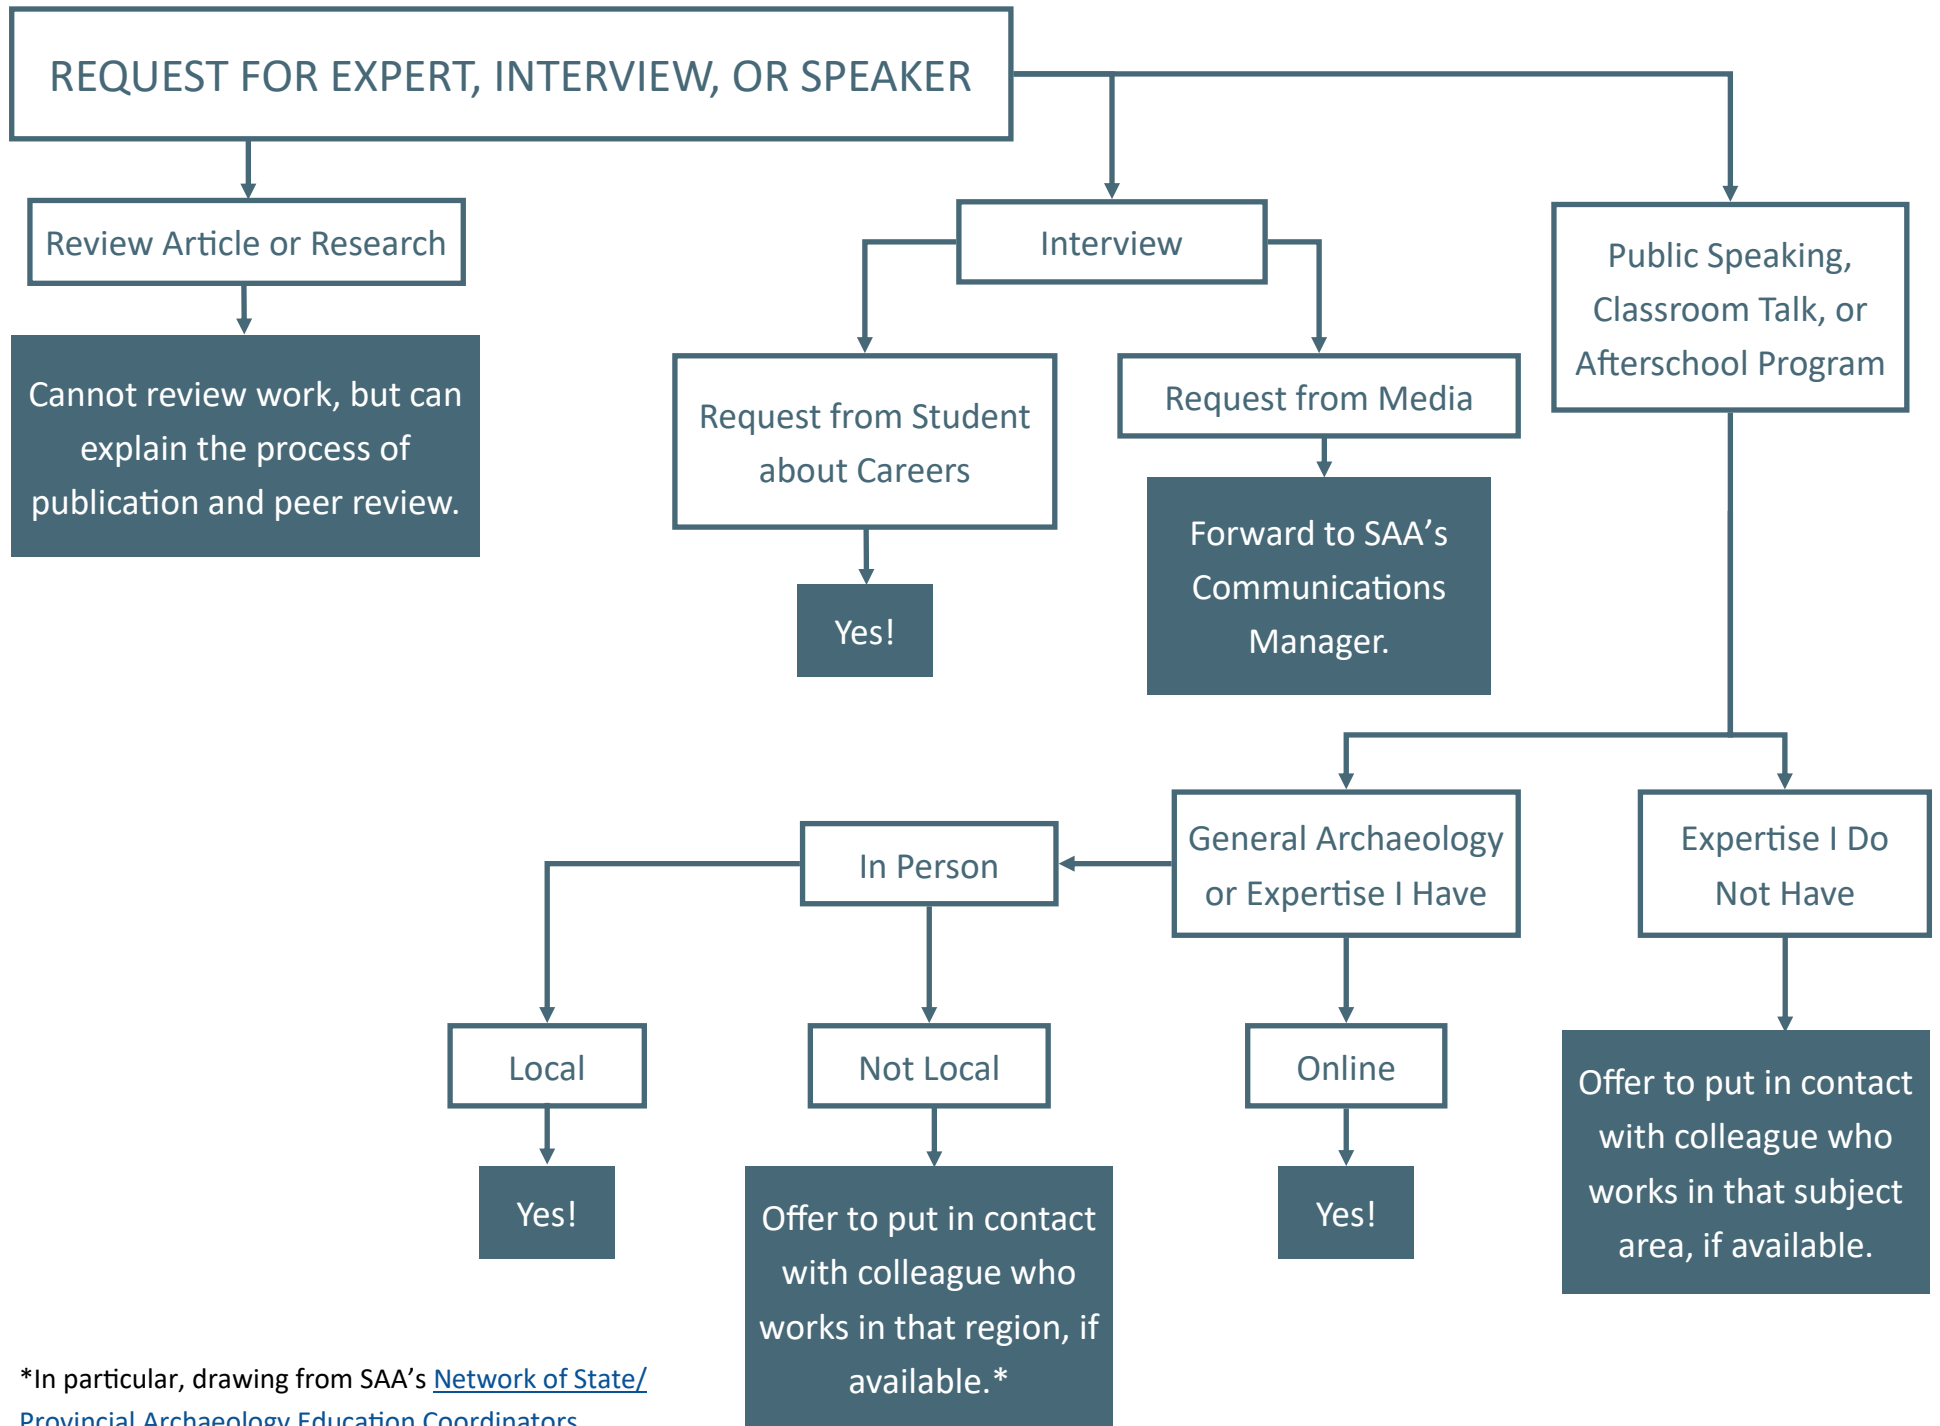 REQUEST FOR EXPERT, INTERVIEW, OR SPEAKER
Review Article or Research
Cannot review work, but can
explain the process of
publication and peer review.
Interview
Request from Student
about Careers
Yes!
Request from Media
Forward to SAA’s
Communications
Manager.
Public Speaking,
Classroom Talk, or
Afterschool Program
General Archaeology
or Expertise I Have
In Person
Local
Yes!
Not Local
Offer to put in contact
with colleague who
works in that region, if
available.*
Online
Yes!
Expertise I Do
Not Have
Offer to put in contact
with colleague who
works in that subject
area, if available.
*In particular, drawing from SAA’s Network of State/
Provincial Archaeology Education Coordinators